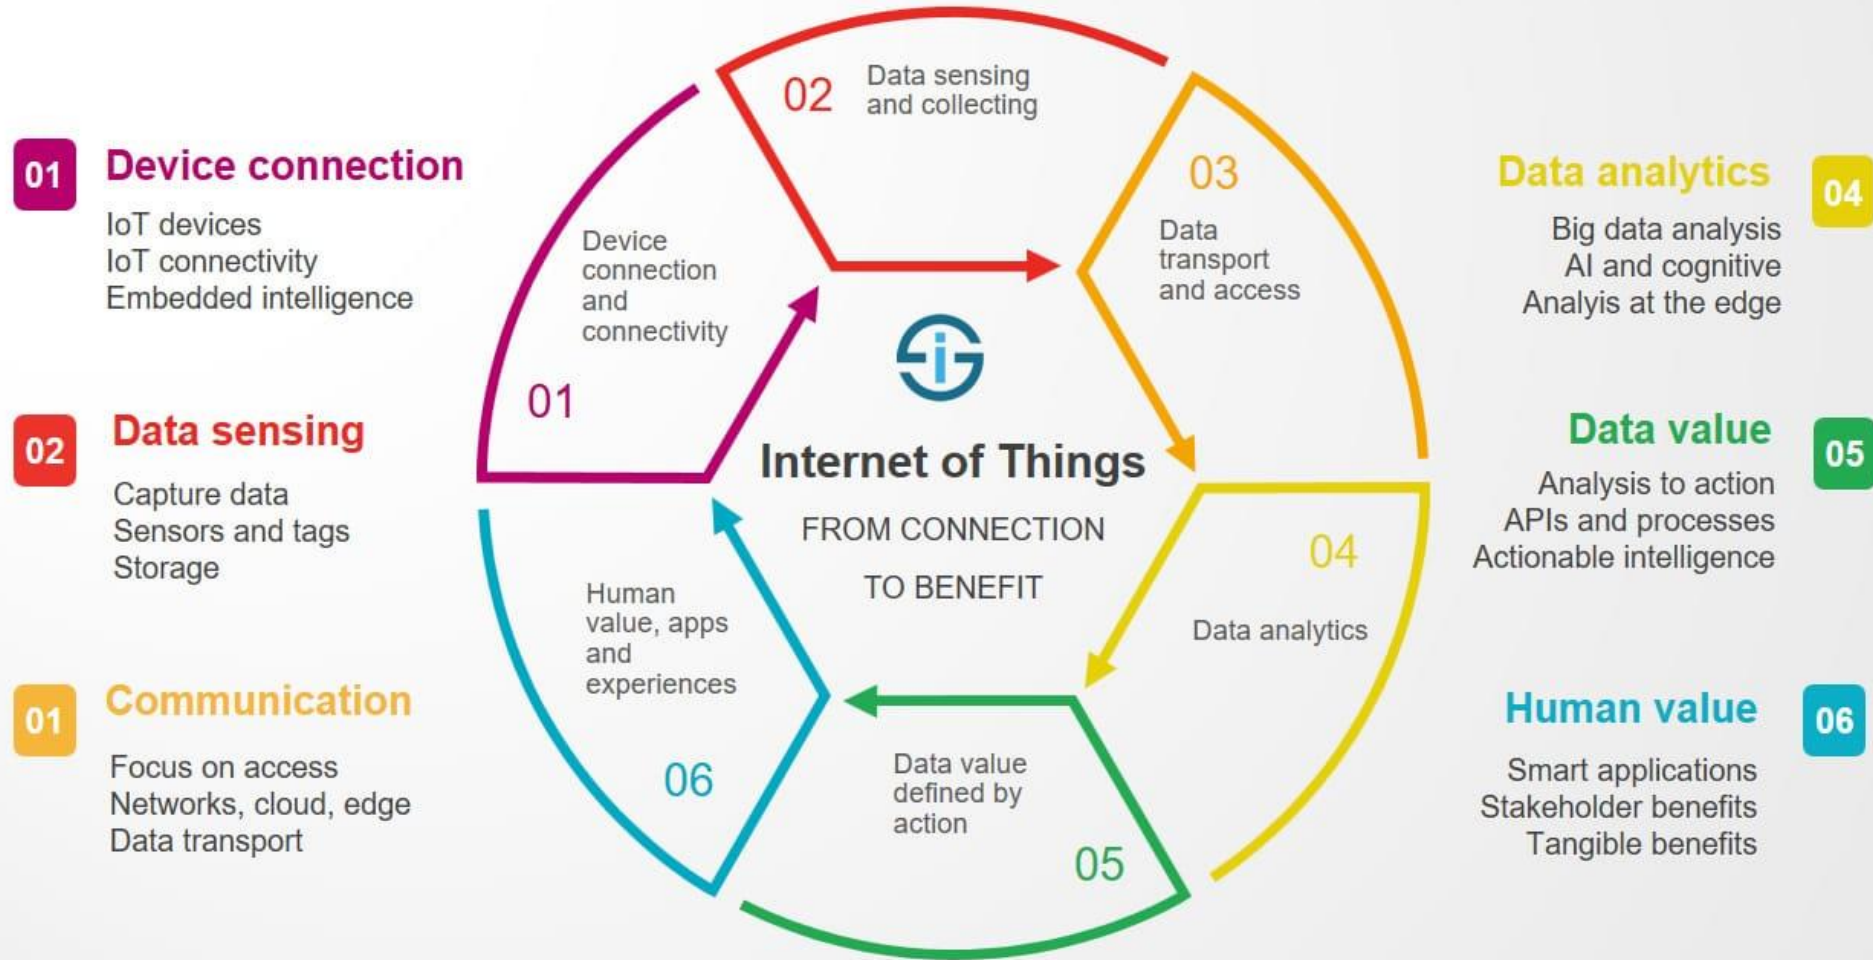 01
Device connection
IoT devices
IoT connectivity
Embedded intelligence
02
Data sensing
Capture data
Sensors and tags
Storage
01
Communication
Focus on access
Networks, cloud, edge
Data transport
01
Device
connection
and
connectivity
02
Data sensing
and collecting
03
Data
transport
and access
04
Data analytics
05
Data value
defined by
action
06
Human
value, apps
and
experiences
i
Internet of Things
FROM CONNECTION
TO BENEFIT
Data analytics
04
Big data analysis
AI and cognitive
Analyis at the edge
Data value
05
Analysis to action
APIs and processes
Actionable intelligence
Human value
06
Smart applications
Stakeholder benefits
Tangible benefits